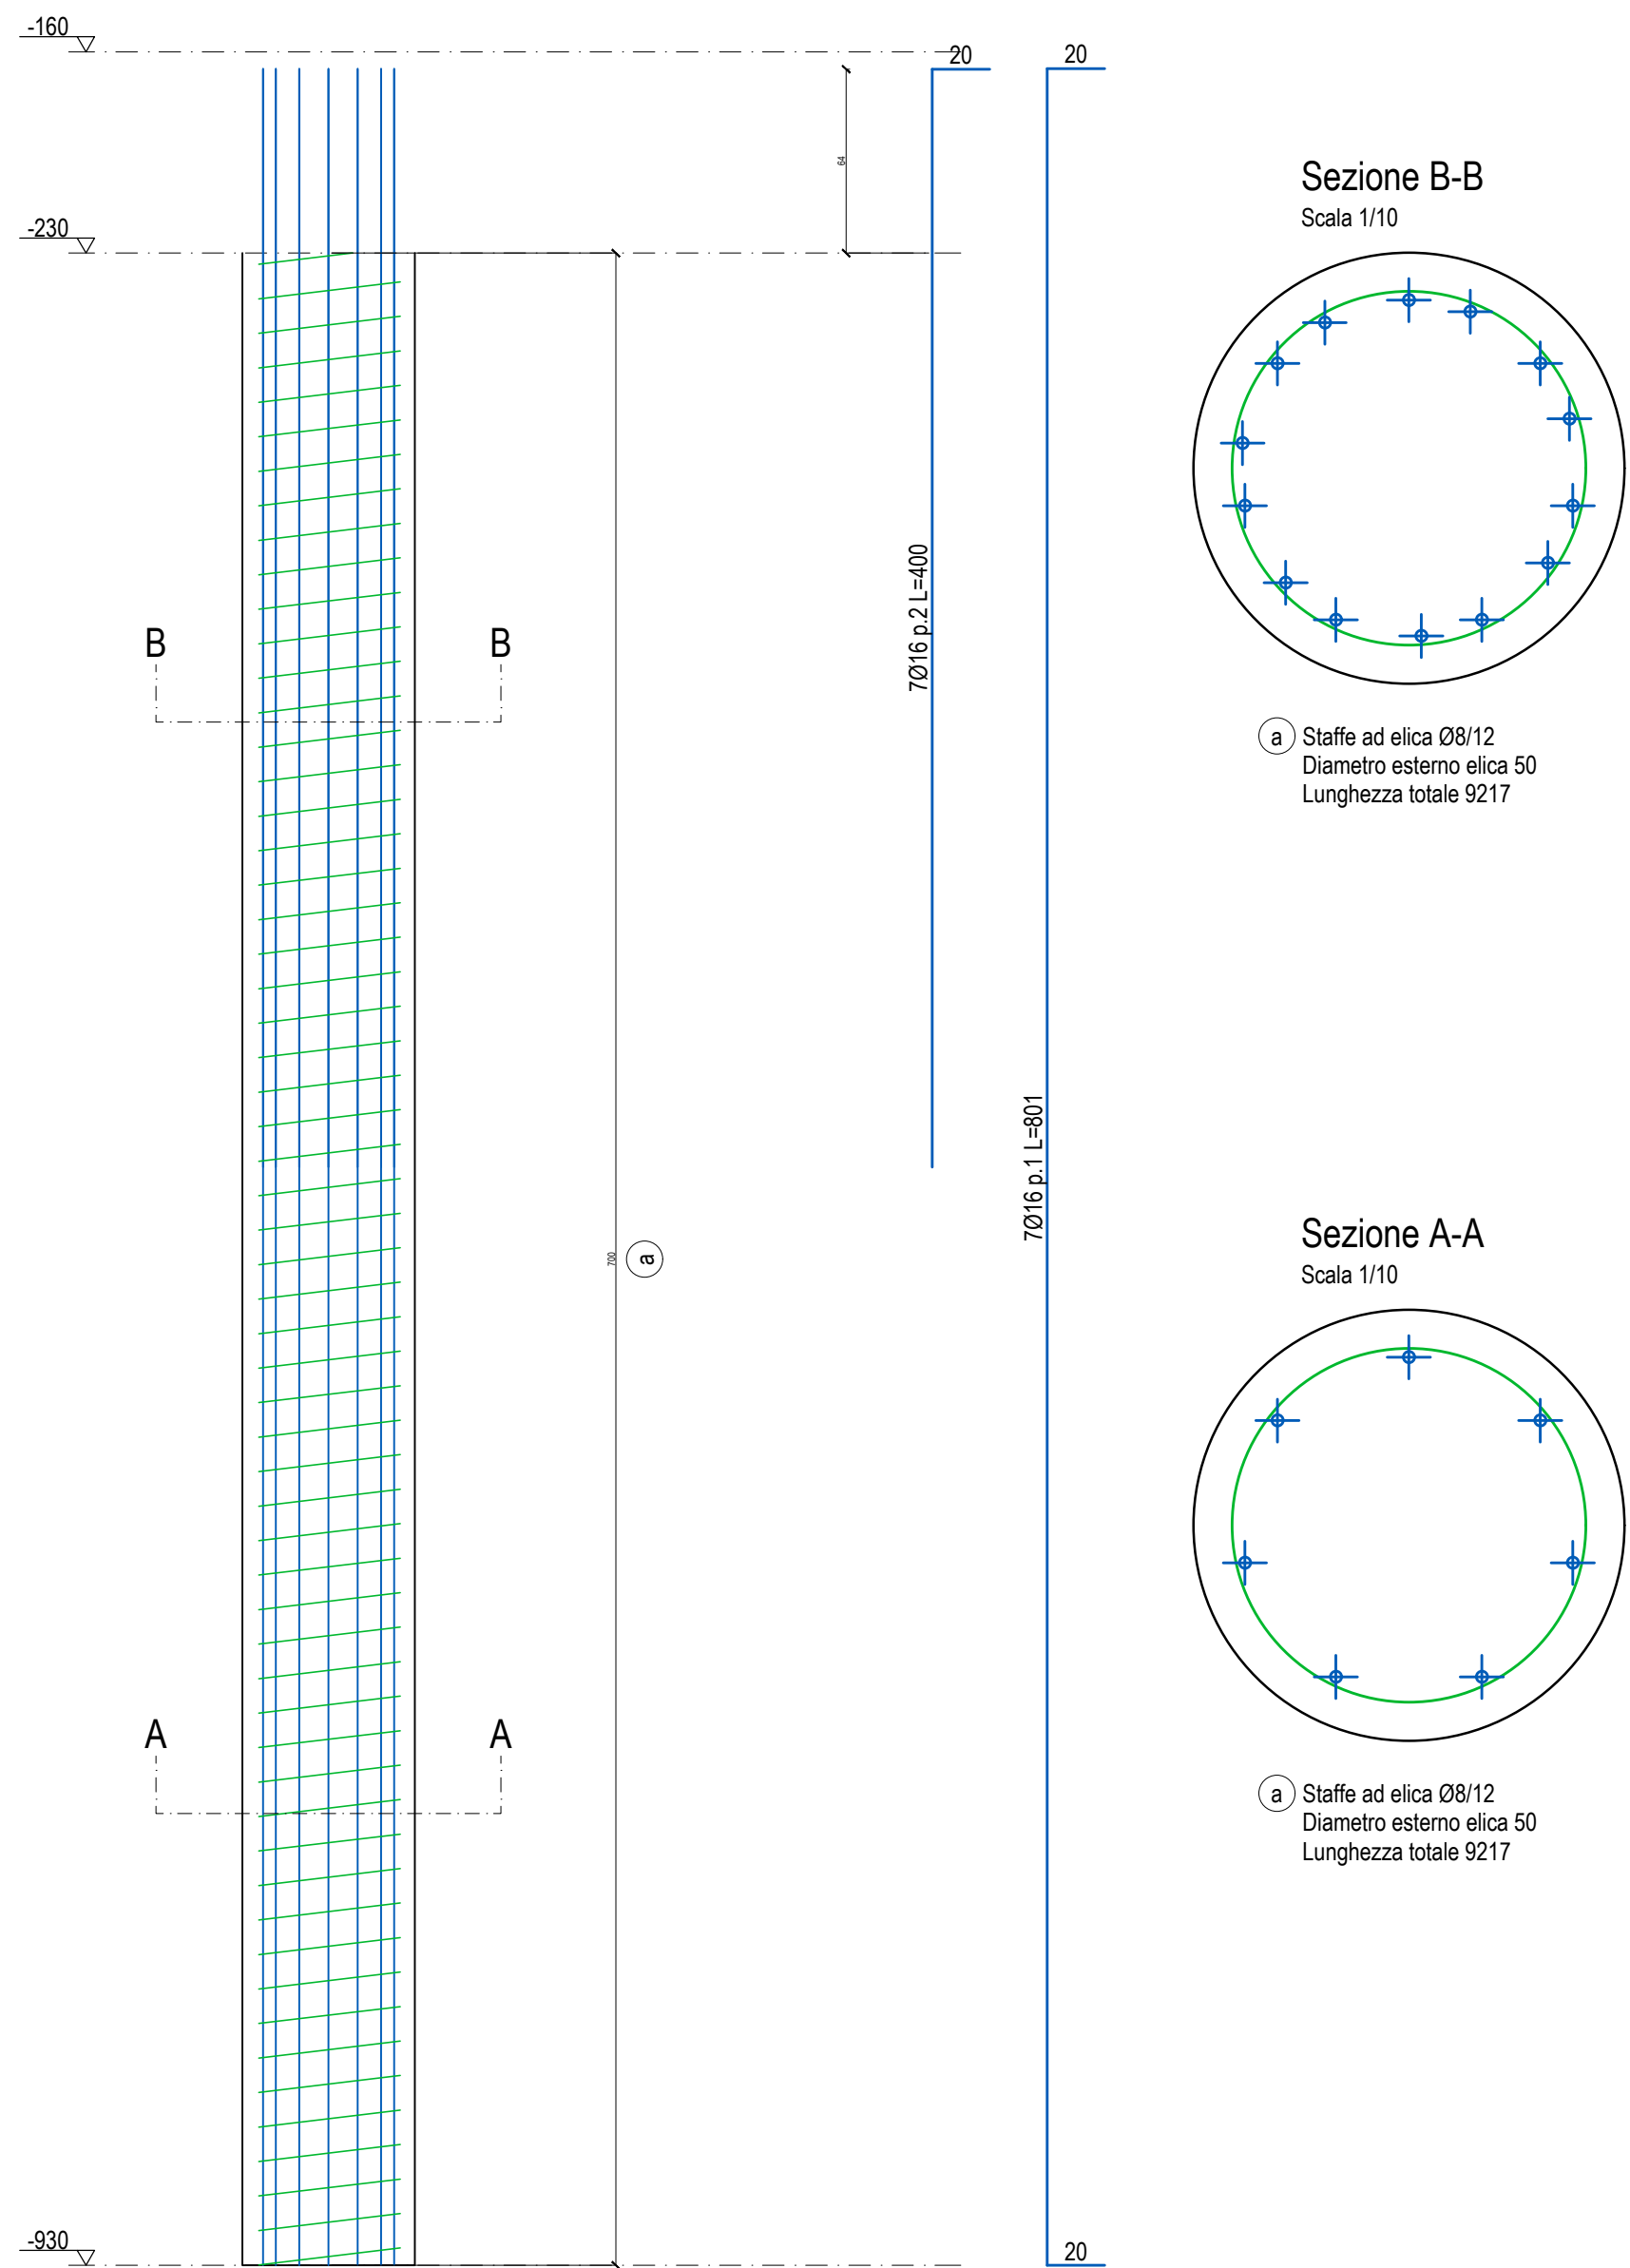 -160
20
20
64
Sezione B-B
Scala 1/10
-230
7Ø16 p.2 L=400
B
B
a
Staffe ad elica Ø8/12
Diametro esterno elica 50
Lunghezza totale 9217
7Ø16 p.1 L=801
700
a
Sezione A-A
Scala 1/10
A
A
a
Staffe ad elica Ø8/12
Diametro esterno elica 50
Lunghezza totale 9217
-930
20